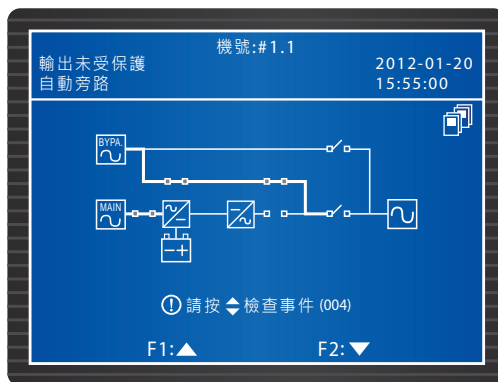 機號:#1.1
輸出未受保護
2012-01-20
自動旁路
15:55:00
BYPA.
MAIN
請按 檢查事件 (004)
F1:▲ F2:▼